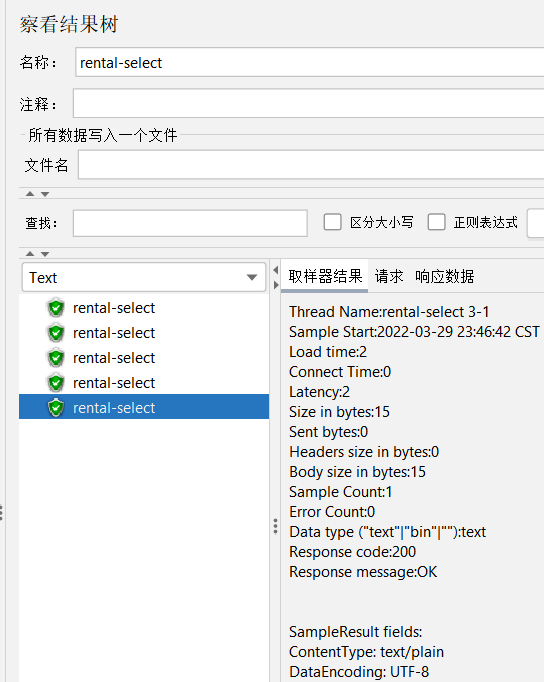 察看结果树
名称： rental-select
注释：
所有数据写入一个文件
文件名
查找: 区分大小写 正则表达式
Text
取样器结果 请求 响应数据
rental-select
rental-select
rental-select
rental-select
rental-select
Thread Name:rental-select 3-1
Sample Start:2022-03-29 23:46:42 CST
Load time:2
Connect Time:0
Latency:2
Size in bytes:15
Sent bytes:0
Headers size in bytes:0
Body size in bytes:15
Sample Count:1
Error Count:0
Data type ("text"|"bin"|""):text
Response code:200
Response message:OK
SampleResult fields:
ContentType: text/plain
DataEncoding: UTF-8